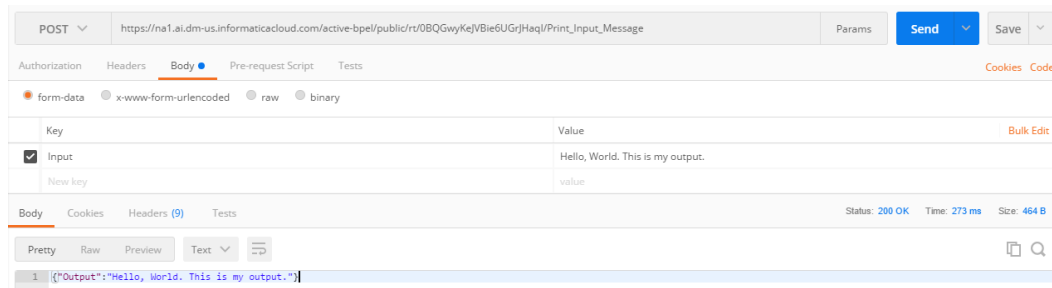 POST https://na1.ai.dm-us.informaticacloud.com/active-bpel/public/rt/0BQGwyKeJVBie6UGrJHaqI/Print_Input_Message Params Send Save
Authorization Headers Body Pre-request Script Tests Cookies Code
form-data x-www-form-urlencoded raw binary
Key Value Bulk Edit
Input Hello, World. This is my output.
New key value
Body Cookies Headers (9) Tests Status: 200 OK Time: 273 ms Size: 464 B
Pretty Raw Preview Text
1 {"Output":"Hello, World. This is my output."}